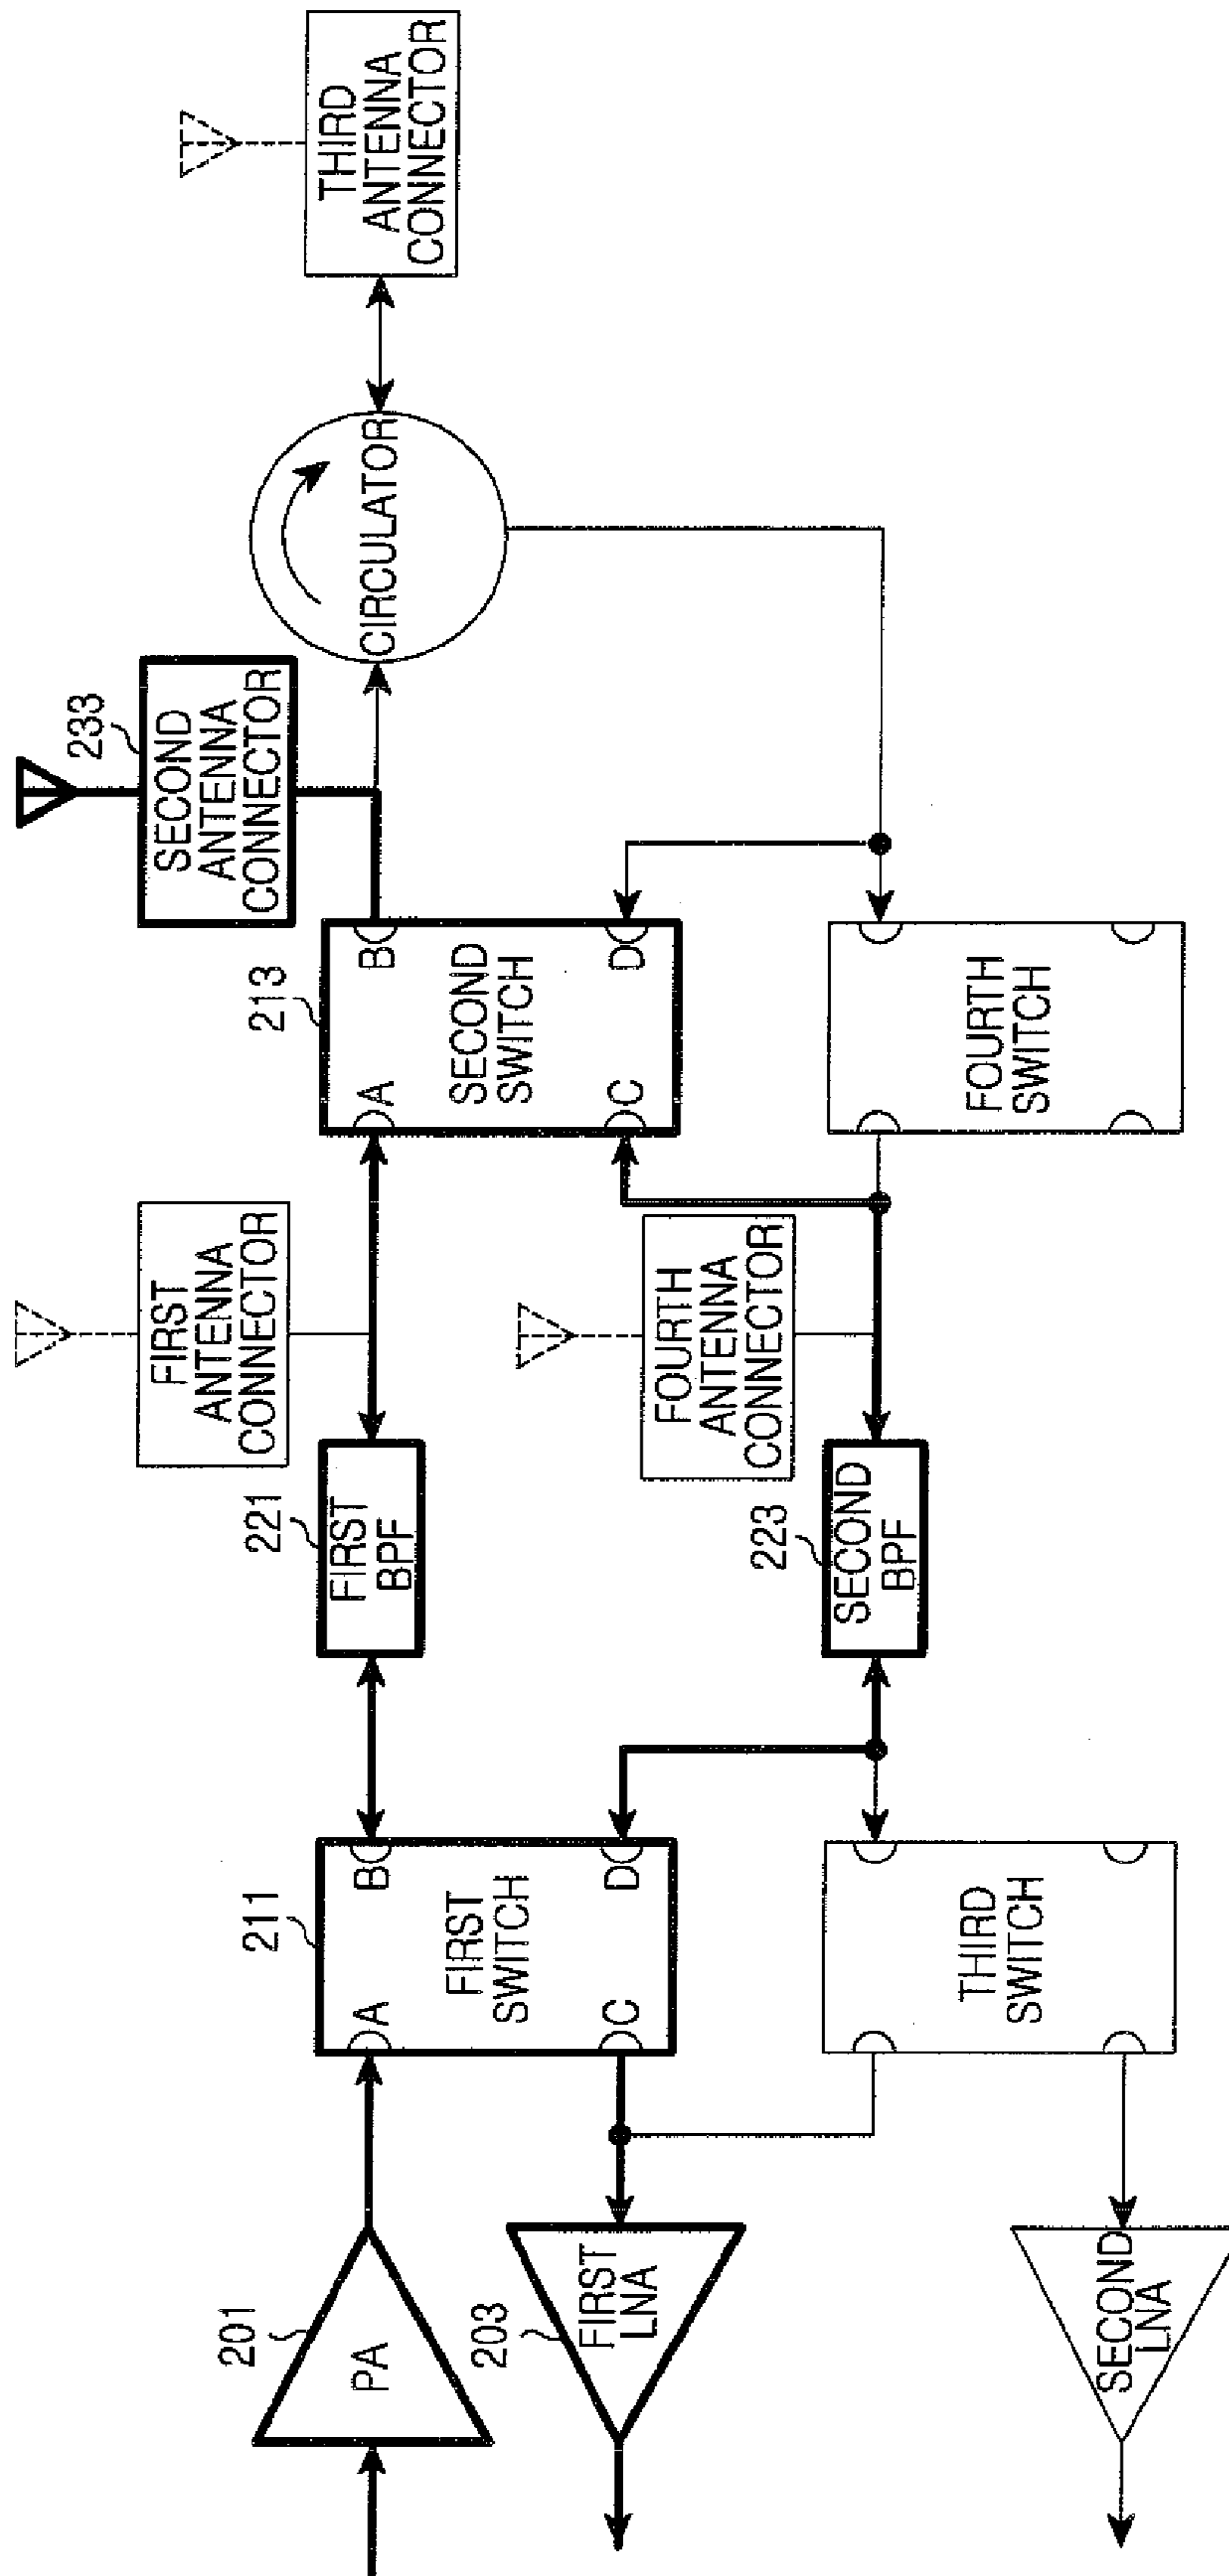 201
PA
203
FIRST
LNA
SECOND
LNA
211
A
B
FIRST
SWITCH
C
D
THIRD
SWITCH
221
FIRST
BPF
223
SECOND
BPF
FIRST
ANTENNA
CONNECTOR
FOURTH
ANTENNA
CONNECTOR
213
A
B
SECOND
SWITCH
C
D
FOURTH
SWITCH
233
SECOND
ANTENNA
CONNECTOR
CIRCULATOR
THIRD
ANTENNA
CONNECTOR